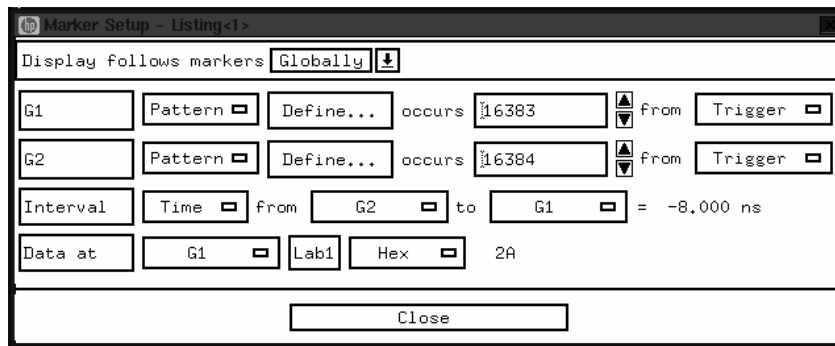 hp Marker Setup - Listing<1>
Display follows markers Globally
G1 Pattern Define... occurs 16383 from Trigger
G2 Pattern Define... occurs 16384 from Trigger
Interval Time from G2 to G1 = -8.000 ns
Data at G1 Lab1 Hex 2A
Close